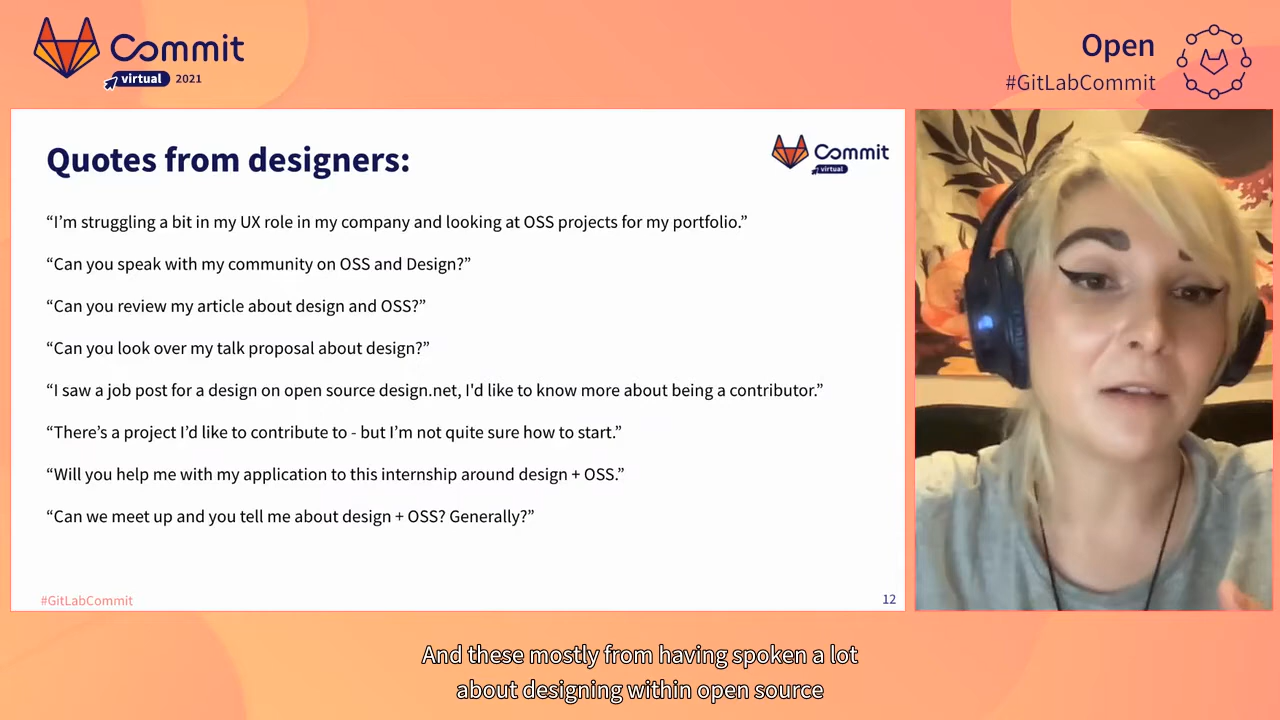 Commit
virtual 2021
Open
#GitLabCommit
Quotes from designers:
Commit
virtual
“I’m struggling a bit in my UX role in my company and looking at OSS projects for my portfolio.”
“Can you speak with my community on OSS and Design?”
“Can you review my article about design and OSS?”
“Can you look over my talk proposal about design?”
“I saw a job post for a design on open source design.net, I'd like to know more about being a contributor.”
“There’s a project I’d like to contribute to - but I’m not quite sure how to start.”
“Will you help me with my application to this internship around design + OSS.”
“Can we meet up and you tell me about design + OSS? Generally?”
#GitLabCommit
12
And these mostly from having spoken a lot
about designing within open source